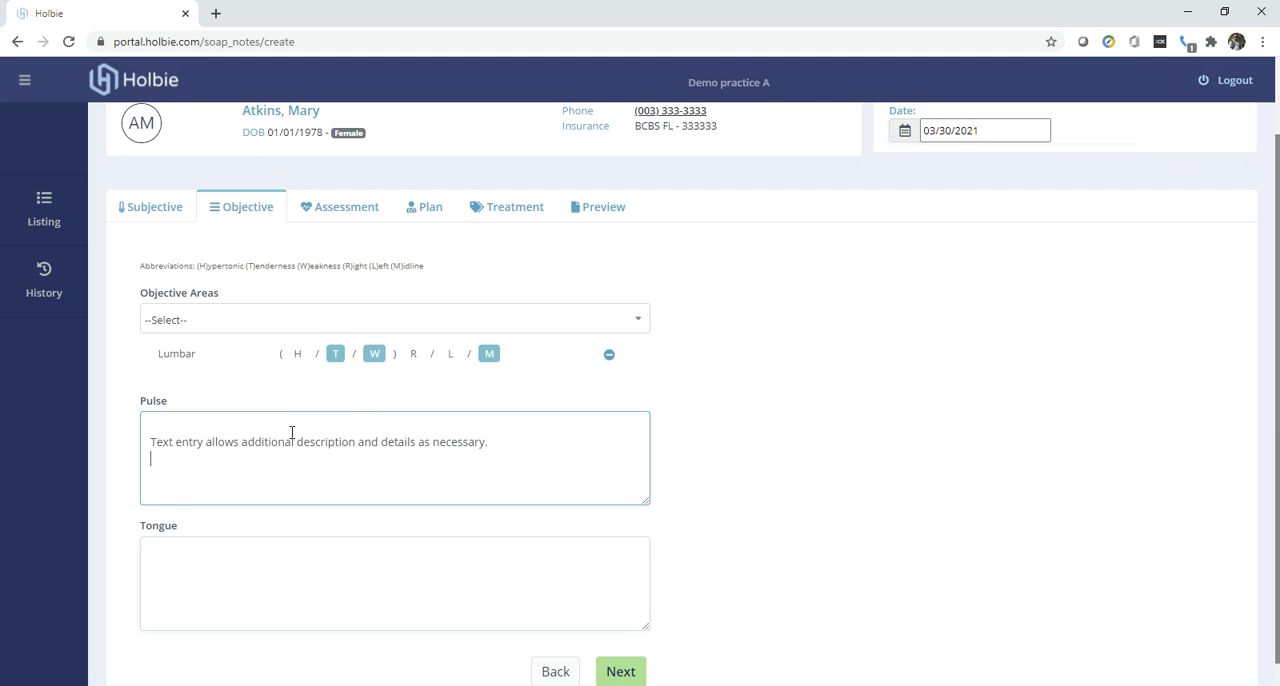 Holbie
portal.holbie.com/soap_notes/create
1
Holbie
Demo practice A
Logout
AM
Atkins, Mary
DOB 01/01/1978 - Female
Phone (003) 333-3333
Insurance BCBS FL - 333333
Date:
03/30/2021
Listing
History
Subjective Objective Assessment Plan Treatment Preview
Abbreviations: (H)ypertonic (T)enderness (W)eakness (R)ight (L)eft (M)idline
Objective Areas
--Select--
Lumbar ( H / T / W ) R / L / M
Pulse
Text entry allows additional description and details as necessary.
Tongue
Back Next